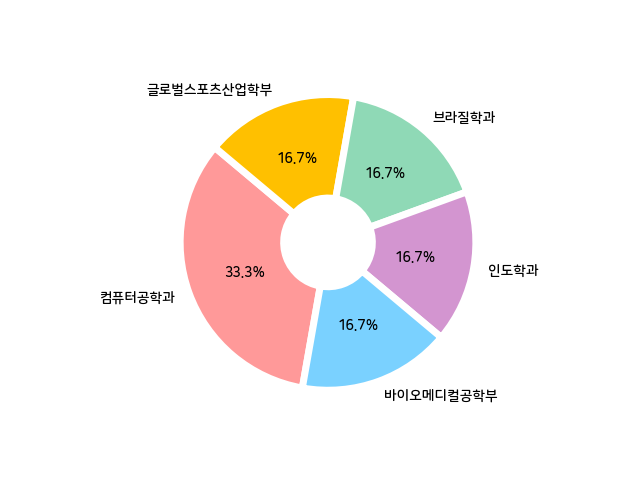 글로벌스포츠산업학부
브라질학과
16.7%
16.7%
16.7%
인도학과
33.3%
컴퓨터공학과
16.7%
바이오메디컬공학부